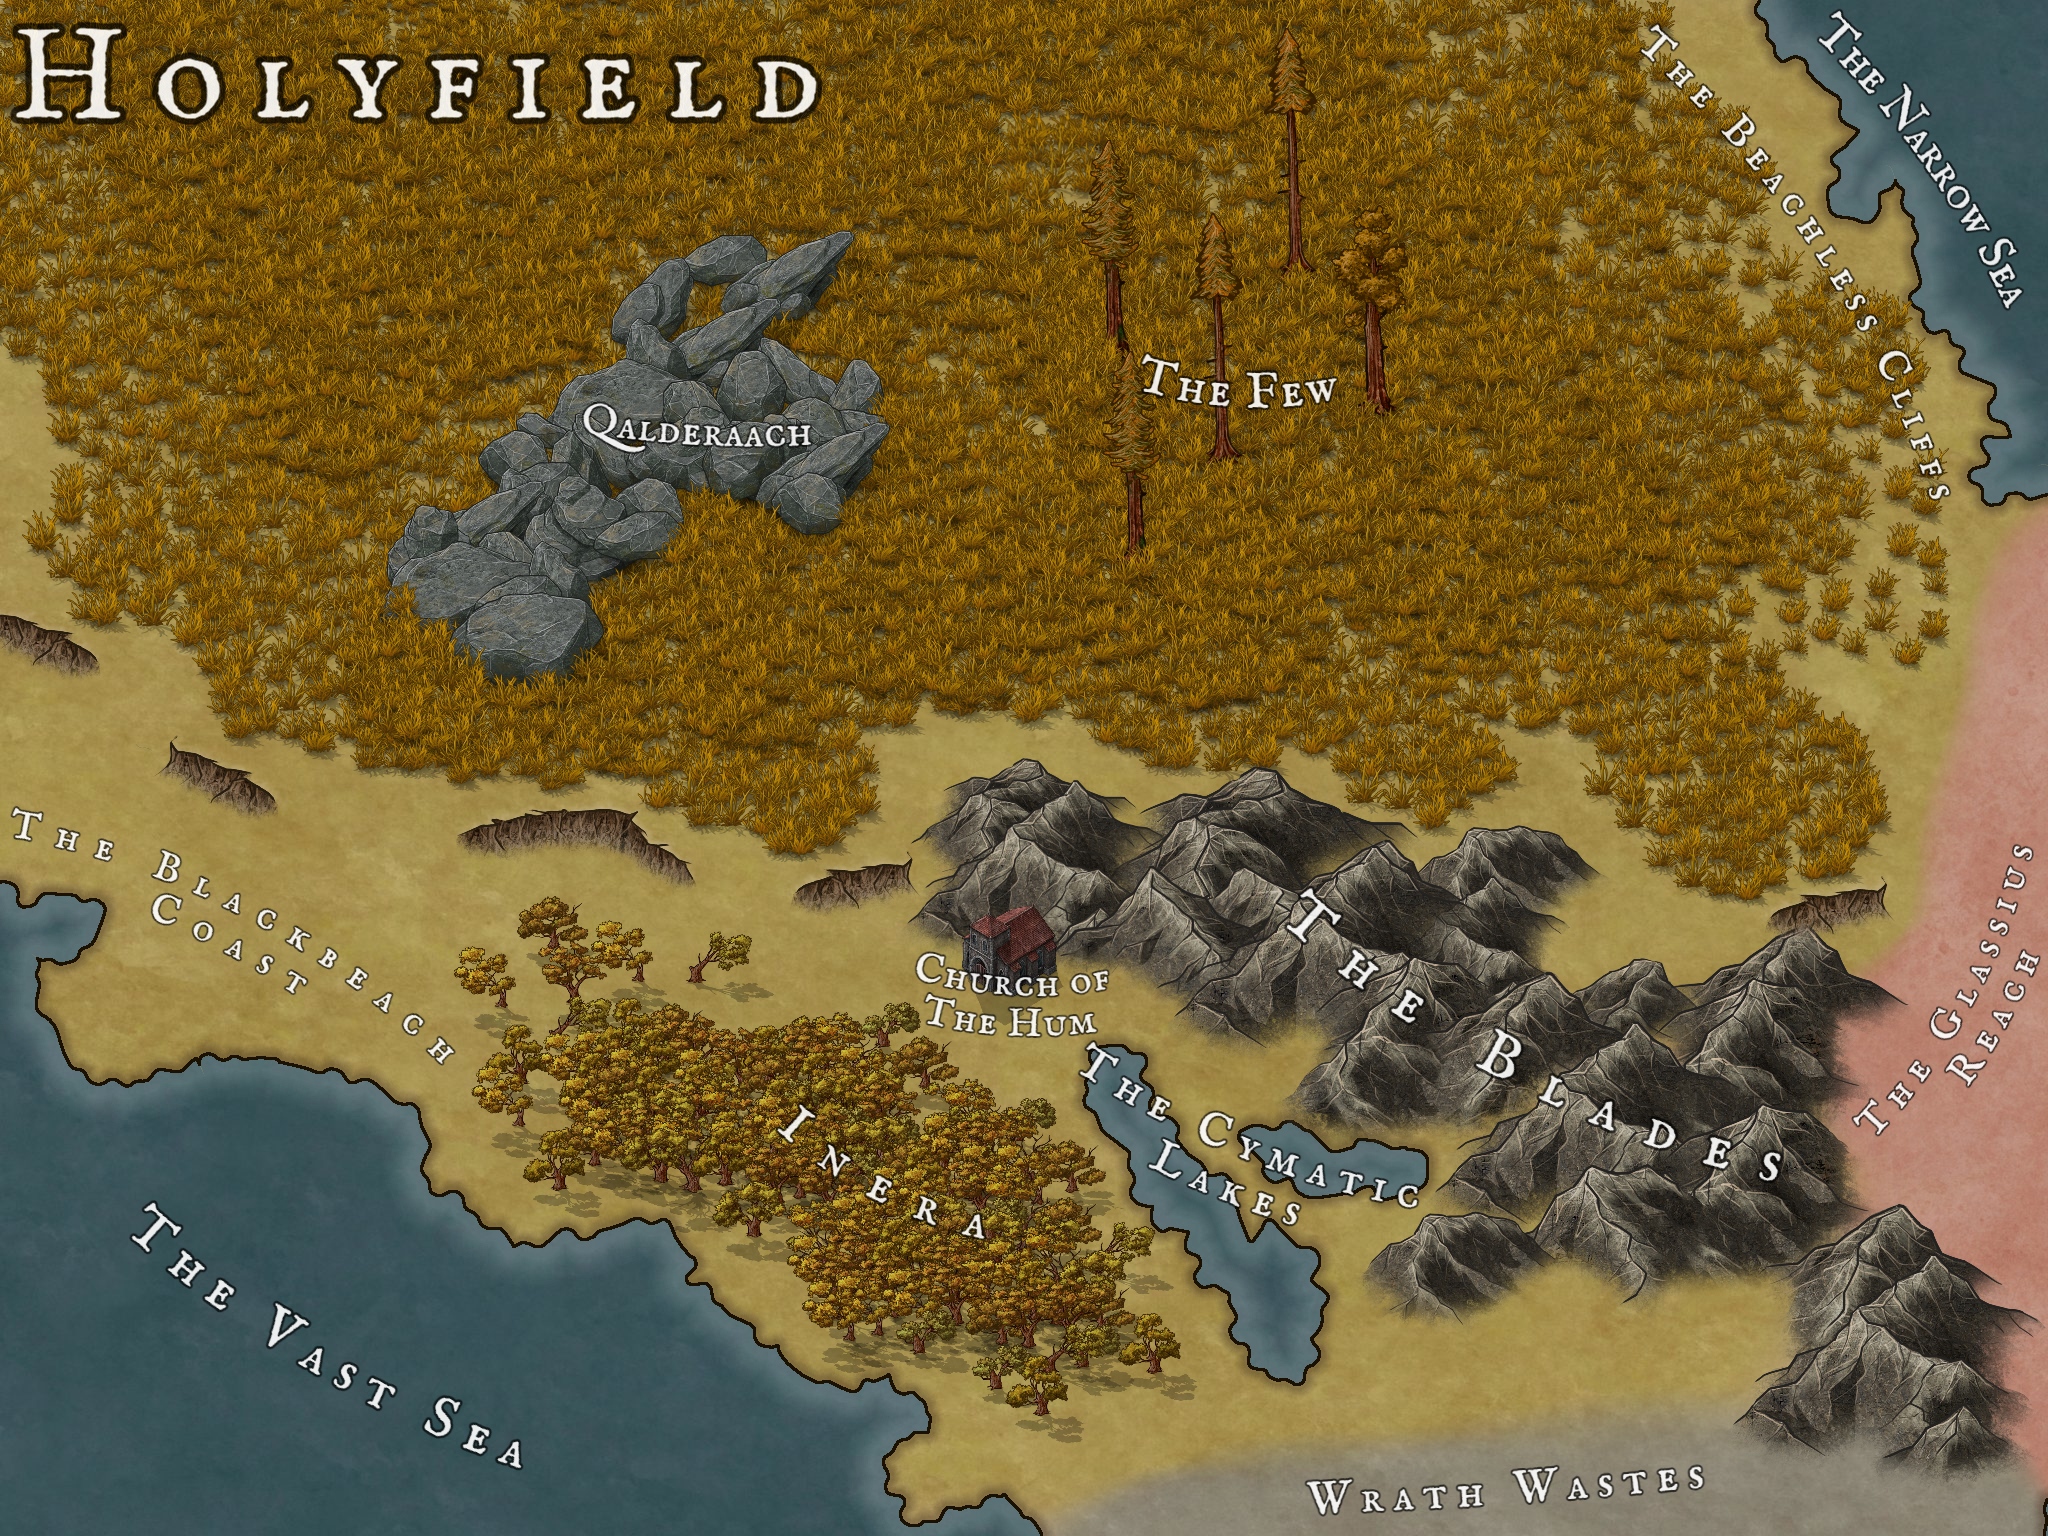 HOLYFIELD
THE NARROW SEA
THE BEACHLESS CLIFFS
THE FEW
QALDERAACH
THE BLACKBEACH
COAST
THE GLASSIUS
REACH
CHURCH OF
THE HUM
THE BLADES
THE CYMATIC
LAKES
INERA
THE VAST SEA
WRATH WASTES